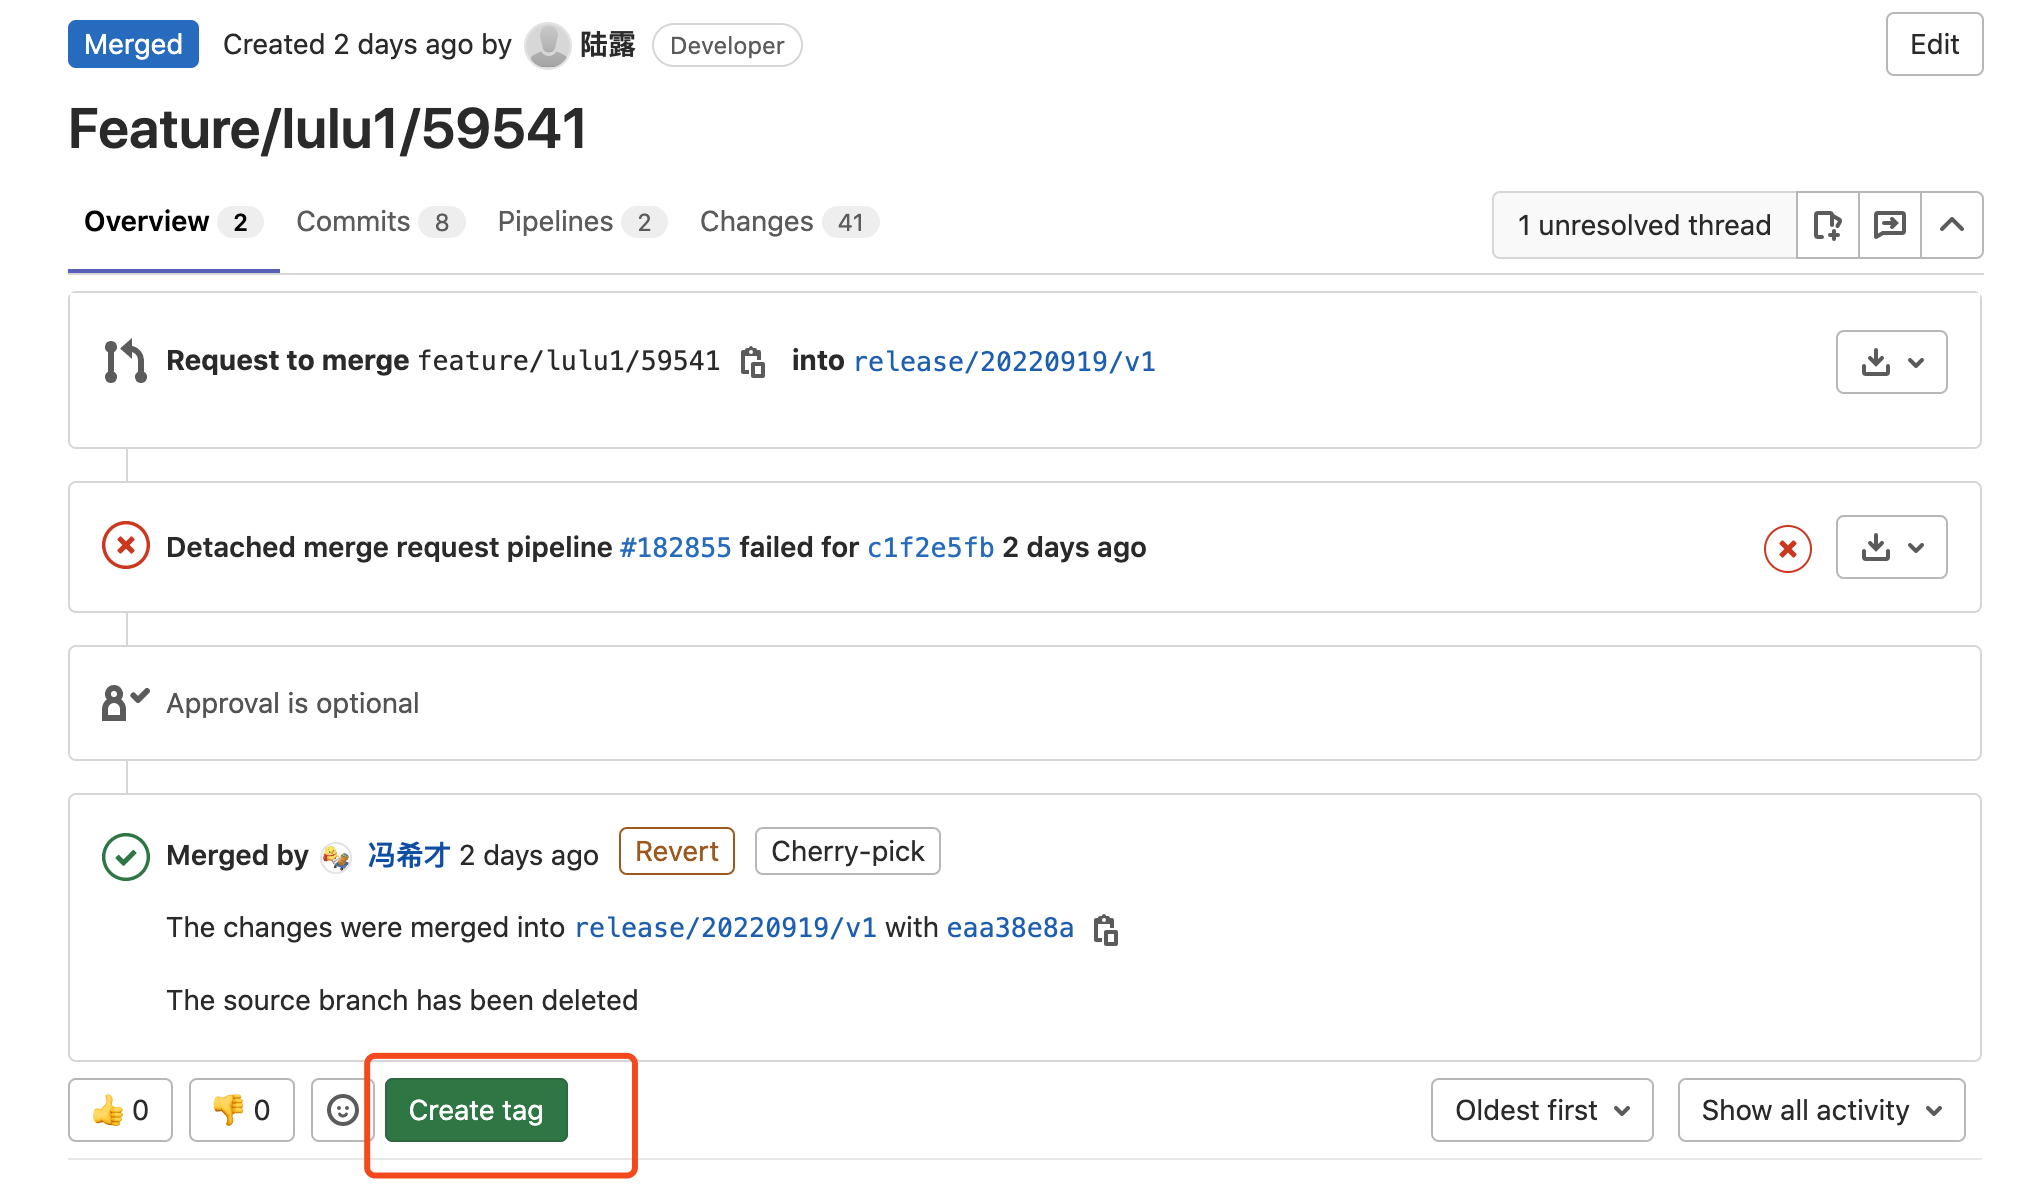 Merged Created 2 days ago by 陆露 Developer Edit
Feature/lulu1/59541
Overview 2 Commits 8 Pipelines 2 Changes 41 1 unresolved thread
Request to merge feature/lulu1/59541 into release/20220919/v1
Detached merge request pipeline #182855 failed for c1f2e5fb 2 days ago
Approval is optional
Merged by 冯希才 2 days ago Revert Cherry-pick
The changes were merged into release/20220919/v1 with eaa38e8a
The source branch has been deleted
0 0 Create tag Oldest first Show all activity